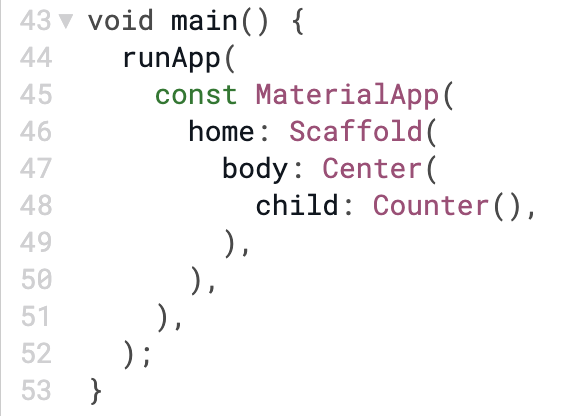 43 ▼ void main() {
44     runApp(
45       const MaterialApp(
46         home: Scaffold(
47           body: Center(
48             child: Counter(),
49           ),
50         ),
51       ),
52     );
53   }